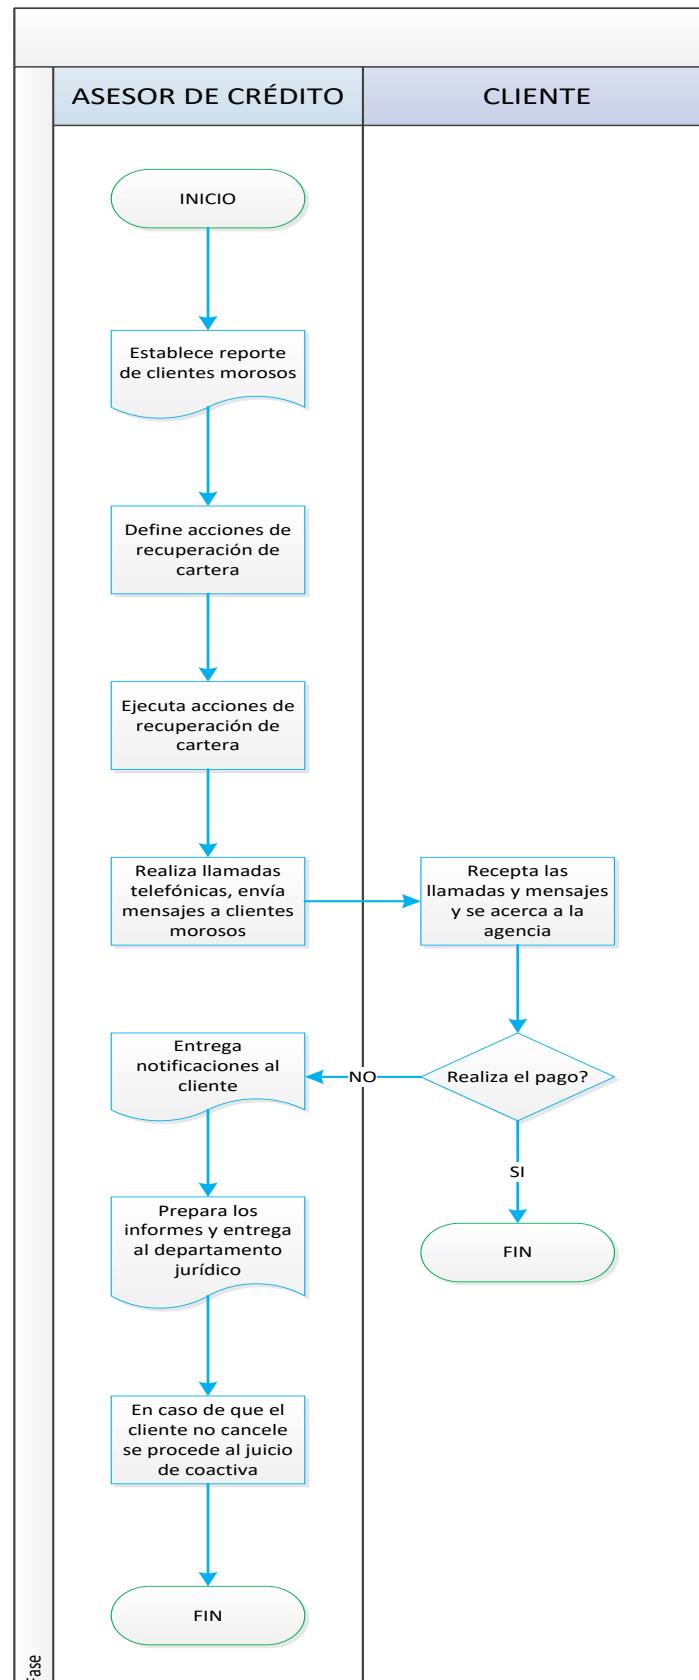 ASESOR DE CRÉDITO
CLIENTE
INICIO
Establece reporte
de clientes morosos
Define acciones de
recuperación de
cartera
Ejecuta acciones de
recuperación de
cartera
Realiza llamadas
telefónicas, envía
mensajes a clientes
morosos
Recepta las
llamadas y mensajes
y se acerca a la
agencia
Realiza el pago?
NO
Entrega
notificaciones al
cliente
SI
FIN
Prepara los
informes y entrega
al departamento
jurídico
En caso de que el
cliente no cancele
se procede al juicio
de coactiva
FIN
Fase